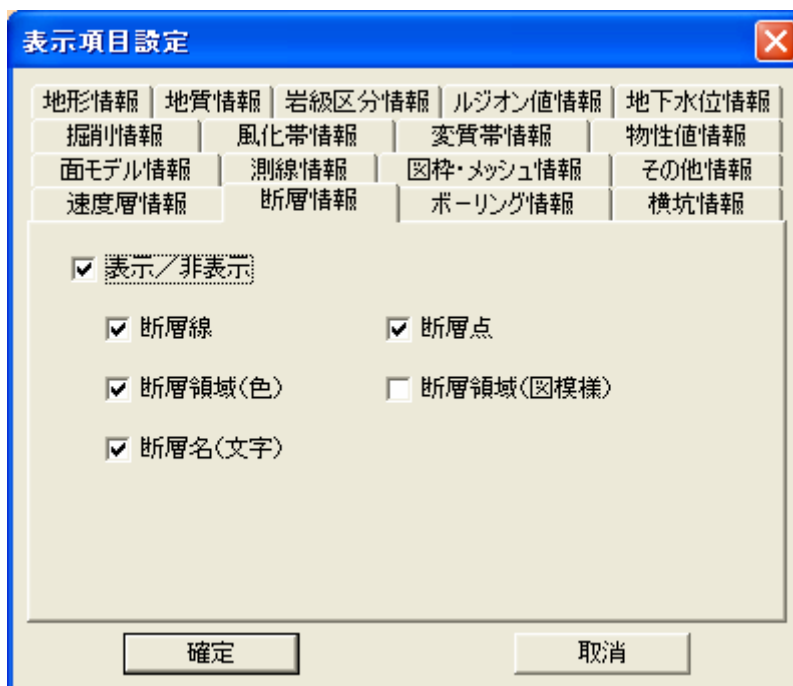 表示項目設定
地形情報 地質情報 岩級区分情報 ルジオン値情報 地下水位情報
掘削情報 風化帯情報 変質帯情報 物性値情報
面モデル情報 測線情報 図枠・メッシュ情報 その他情報
速度層情報 断層情報 ボーリング情報 横坑情報
表示／非表示
断層線 断層点
断層領域(色) 断層領域(図模様)
断層名(文字)
確定 取消